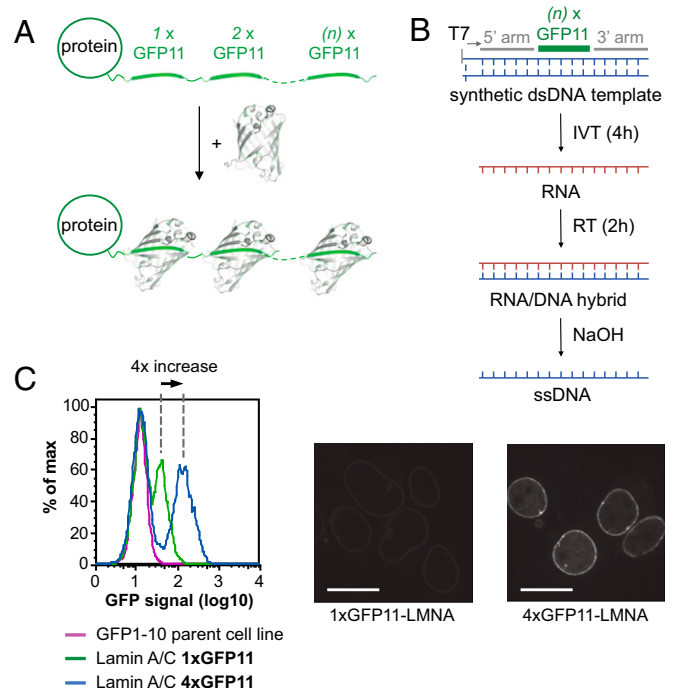 A
protein
1 x
GFP11
2 x
GFP11
(n) x
GFP11
+
protein
B
T7
5' arm
(n) x
GFP11
3' arm
synthetic dsDNA template
IVT (4h)
RNA
RT (2h)
RNA/DNA hybrid
NaOH
ssDNA
C
4x increase
% of max
100
80
60
40
20
0
0 1 2 3 4
GFP signal (log10)
GFP1-10 parent cell line
Lamin A/C 1xGFP11
Lamin A/C 4xGFP11
1xGFP11-LMNA
4xGFP11-LMNA